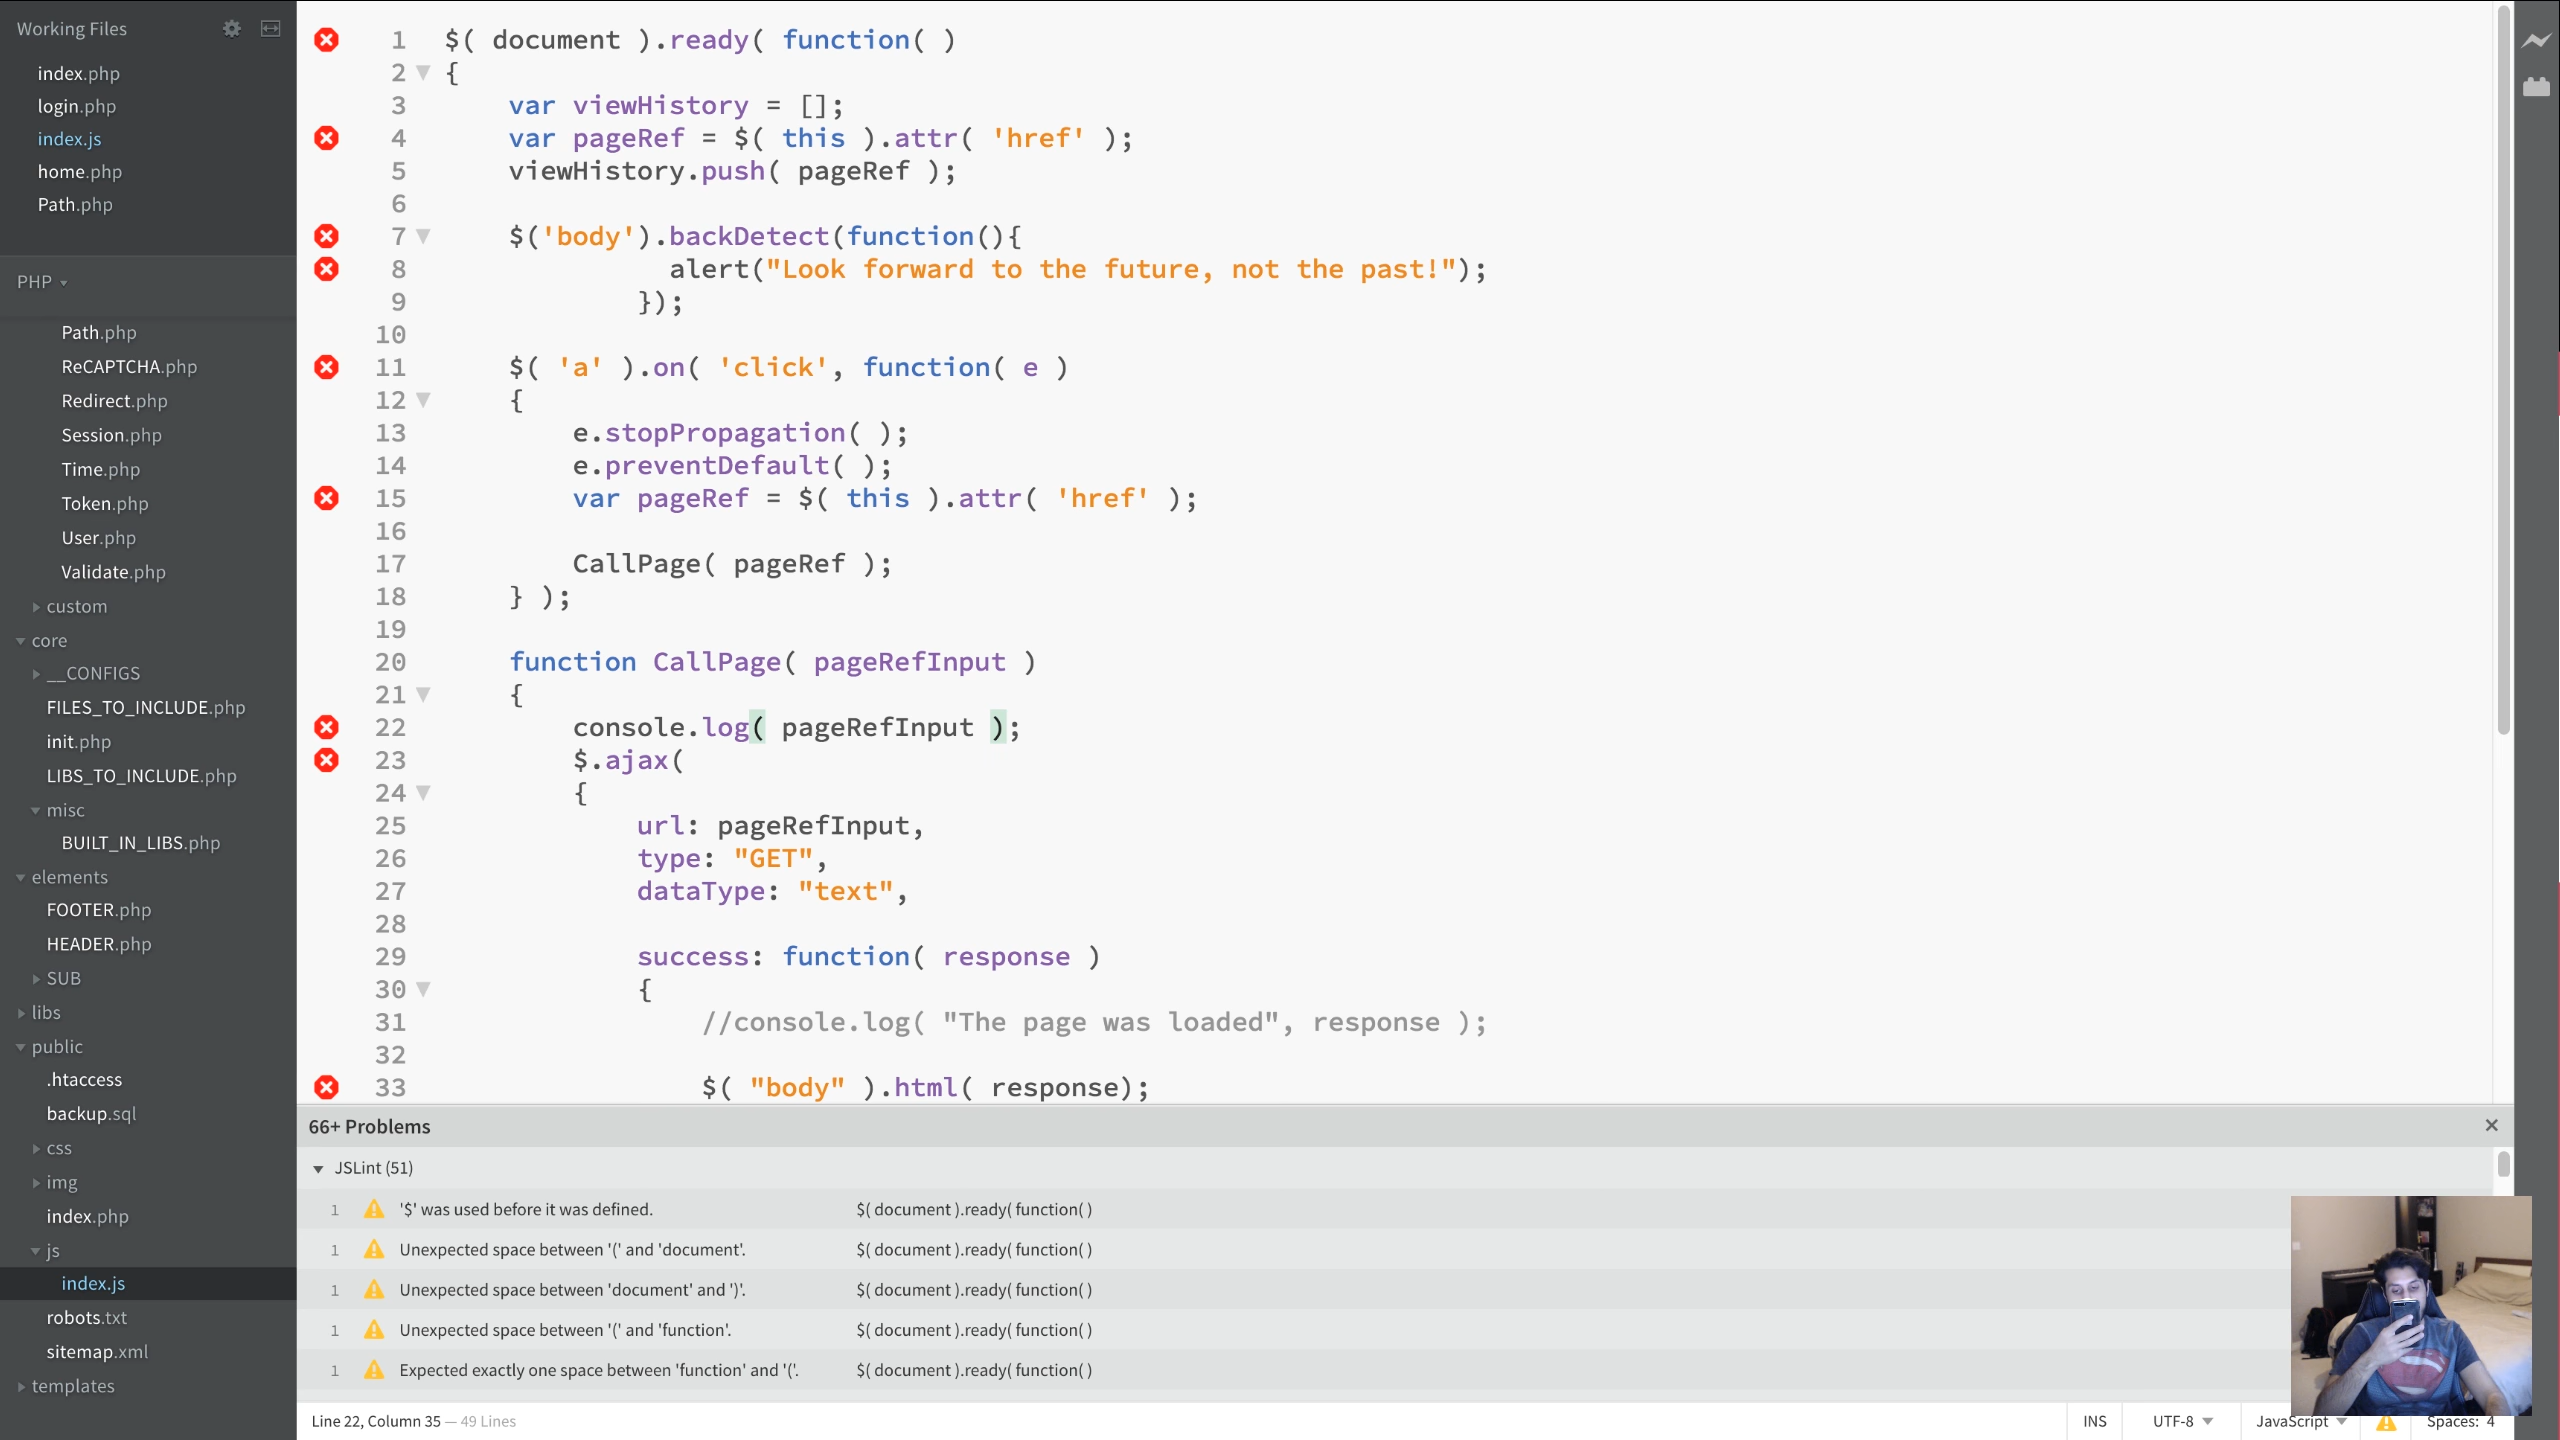 Working Files
index.php
login.php
index.js
home.php
Path.php
PHP
Path.php
ReCAPTCHA.php
Redirect.php
Session.php
Time.php
Token.php
User.php
Validate.php
custom
core
__CONFIGS
FILES_TO_INCLUDE.php
init.php
LIBS_TO_INCLUDE.php
misc
BUILT_IN_LIBS.php
elements
FOOTER.php
HEADER.php
SUB
libs
public
.htaccess
backup.sql
css
img
index.php
js
index.js
robots.txt
sitemap.xml
templates
1 $( document ).ready( function( )
2 {
3 var viewHistory = [];
4 var pageRef = $( this ).attr( 'href' );
5 viewHistory.push( pageRef );
6
7 $('body').backDetect(function(){
8 alert("Look forward to the future, not the past!");
9 });
10
11 $( 'a' ).on( 'click', function( e )
12 {
13 e.stopPropagation( );
14 e.preventDefault( );
15 var pageRef = $( this ).attr( 'href' );
16
17 CallPage( pageRef );
18 } );
19
20 function CallPage( pageRefInput )
21 {
22 console.log( pageRefInput );
23 $.ajax(
24 {
25 url: pageRefInput,
26 type: "GET",
27 dataType: "text",
28
29 success: function( response )
30 {
31 //console.log( "The page was loaded", response );
32
33 $( "body" ).html( response);
66+ Problems
JSLint (51)
1 '$' was used before it was defined. $( document ).ready( function( )
1 Unexpected space between '(' and 'document'. $( document ).ready( function( )
1 Unexpected space between 'document' and ')'. $( document ).ready( function( )
1 Unexpected space between '(' and 'function'. $( document ).ready( function( )
1 Expected exactly one space between 'function' and '('. $( document ).ready( function( )
Line 22, Column 35 — 49 Lines INS UTF-8 JavaScript Spaces: 4